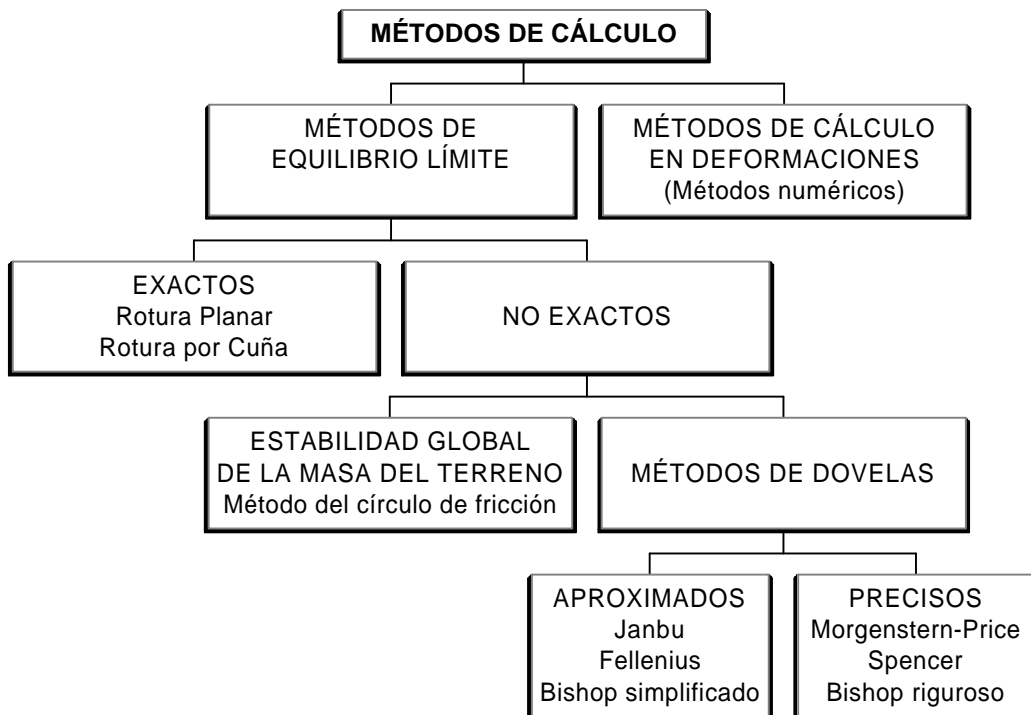 MÉTODOS DE CÁLCULO
MÉTODOS DE
EQUILIBRIO LÍMITE
MÉTODOS DE CÁLCULO
EN DEFORMACIONES
(Métodos numéricos)
EXACTOS
Rotura Planar
Rotura por Cuña
NO EXACTOS
ESTABILIDAD GLOBAL
DE LA MASA DEL TERRENO
Método del círculo de fricción
MÉTODOS DE DOVELAS
APROXIMADOS
Janbu
Fellenius
Bishop simplificado
PRECISOS
Morgenstern-Price
Spencer
Bishop riguroso